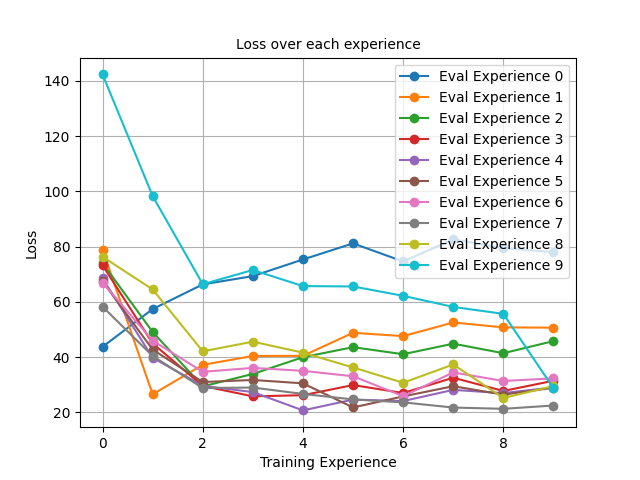 Loss over each experience
140
120
100
80
60
40
20
Loss
0 2 4 6 8
Training Experience
Eval Experience 0
Eval Experience 1
Eval Experience 2
Eval Experience 3
Eval Experience 4
Eval Experience 5
Eval Experience 6
Eval Experience 7
Eval Experience 8
Eval Experience 9